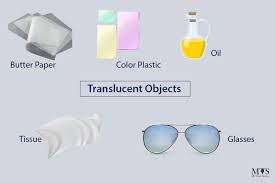 Butter Paper
Color Plastic
Oil
Translucent Objects
Tissue
Glasses